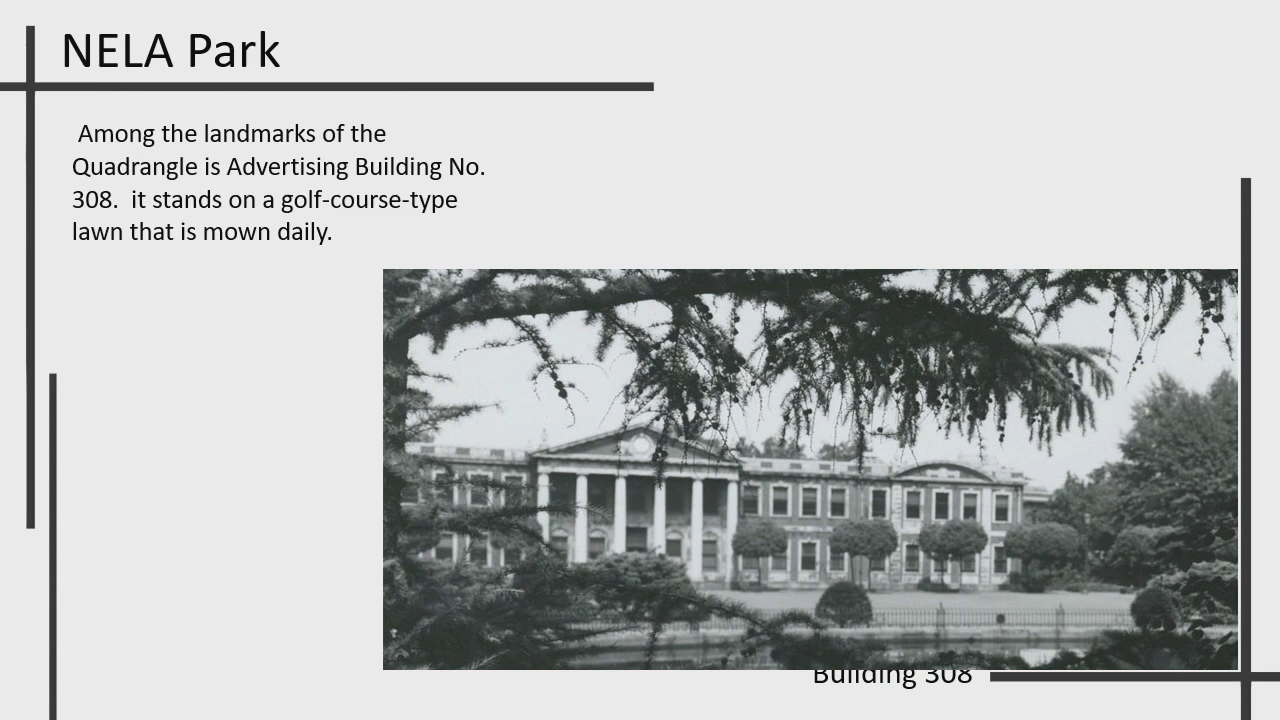 NELA Park
Among the landmarks of the
Quadrangle is Advertising Building No.
308.  it stands on a golf-course-type
lawn that is mown daily.
Building 308